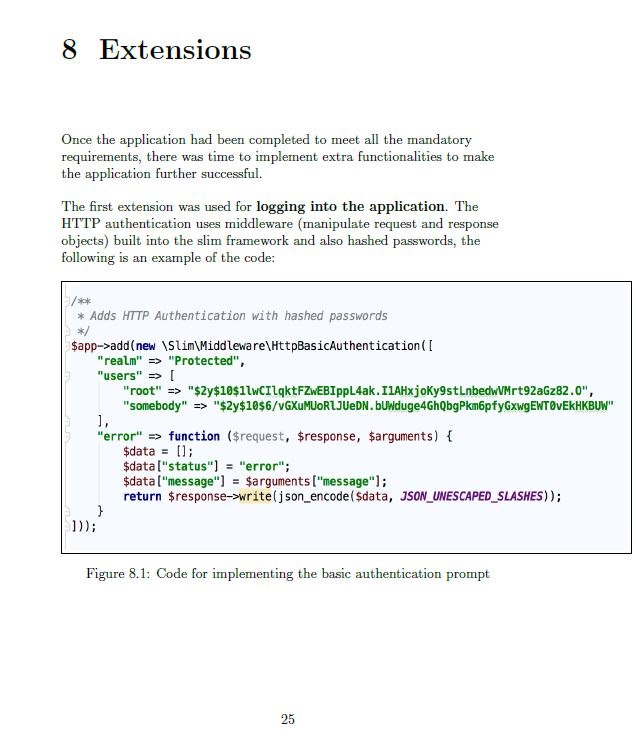 8 Extensions
Once the application had been completed to meet all the mandatory
requirements, there was time to implement extra functionalities to make
the application further successful.
The first extension was used for logging into the application. The
HTTP authentication uses middleware (manipulate request and response
objects) built into the slim framework and also hashed passwords, the
following is an example of the code:
/**
* Adds HTTP Authentication with hashed passwords
*/
$app->add(new \Slim\Middleware\HttpBasicAuthentication([
"realm" => "Protected",
"users" => [
"root" => "$2y$10$1lwCILqktFZwEBIppL4ak.I1AHxjoKy9stLnbedwVMrt92aGz82.O",
"somebody" => "$2y$10$6/vGXuMUoRlJUeDN.bUWduge4GhQbgPkm6pfyGxwgEWT0vEkHKBUW"
],
"error" => function ($request, $response, $arguments) {
$data = [];
$data["status"] = "error";
$data["message"] = $arguments["message"];
return $response->write(json_encode($data, JSON_UNESCAPED_SLASHES));
}
]));
Figure 8.1: Code for implementing the basic authentication prompt
25